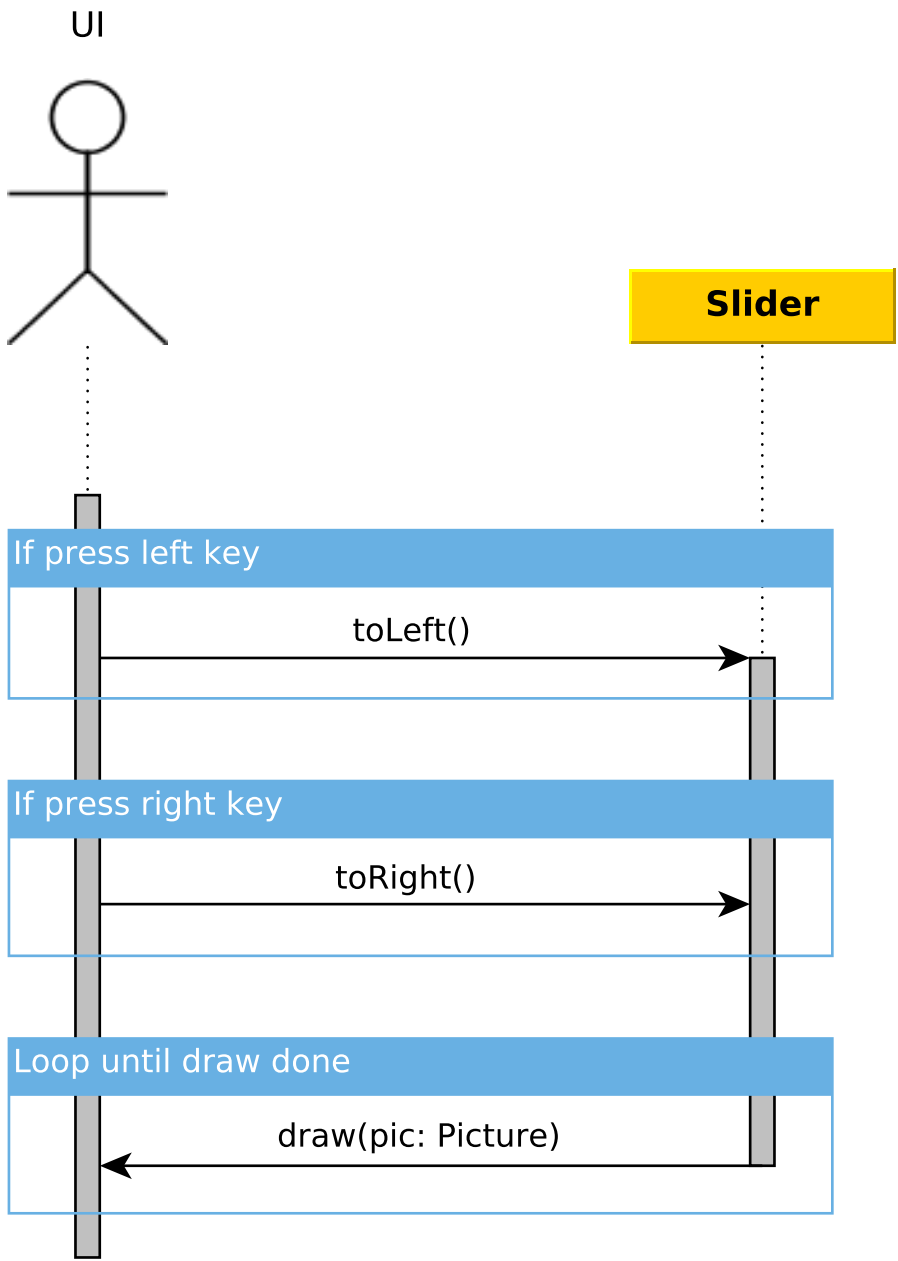 UI
Slider
If press left key
toLeft()
If press right key
toRight()
Loop until draw done
draw(pic: Picture)